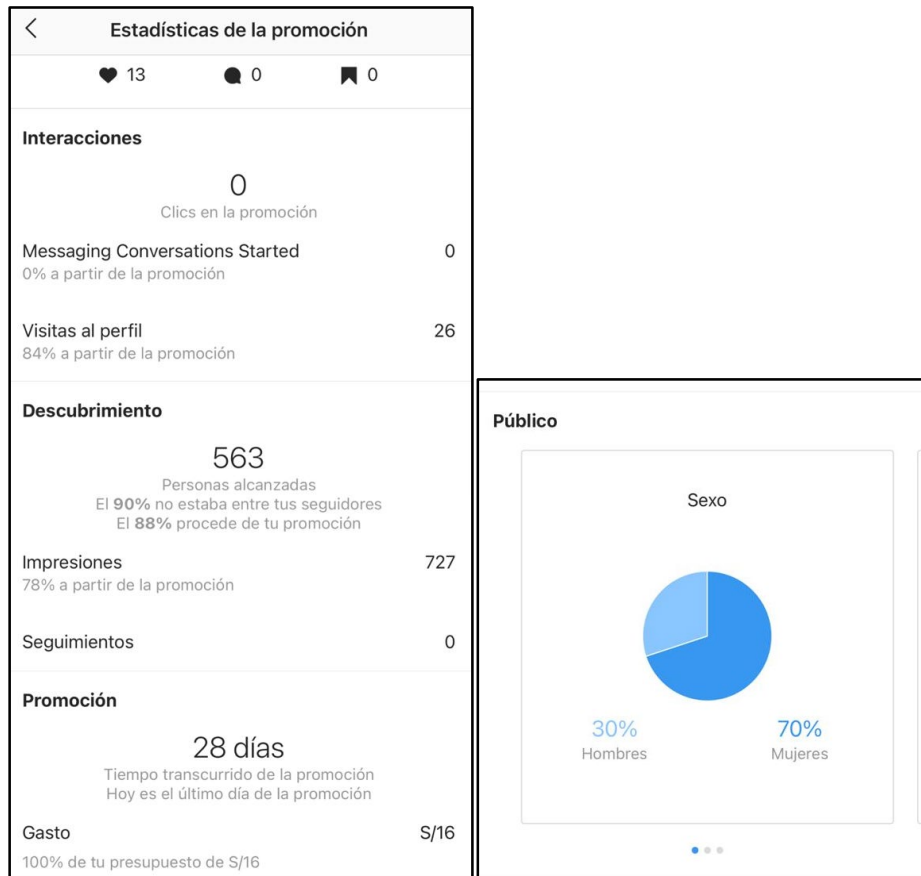 Estadísticas de la promoción
13 0 0
Interacciones
0
Clics en la promoción
Messaging Conversations Started 0
0% a partir de la promoción
Visitas al perfil 26
84% a partir de la promoción
Descubrimiento
563
Personas alcanzadas
El 90% no estaba entre tus seguidores
El 88% procede de tu promoción
Impresiones 727
78% a partir de la promoción
Seguimientos 0
Promoción
28 días
Tiempo transcurrido de la promoción
Hoy es el último día de la promoción
Gasto S/16
100% de tu presupuesto de S/16
Público
Sexo
30% 70%
Hombres Mujeres